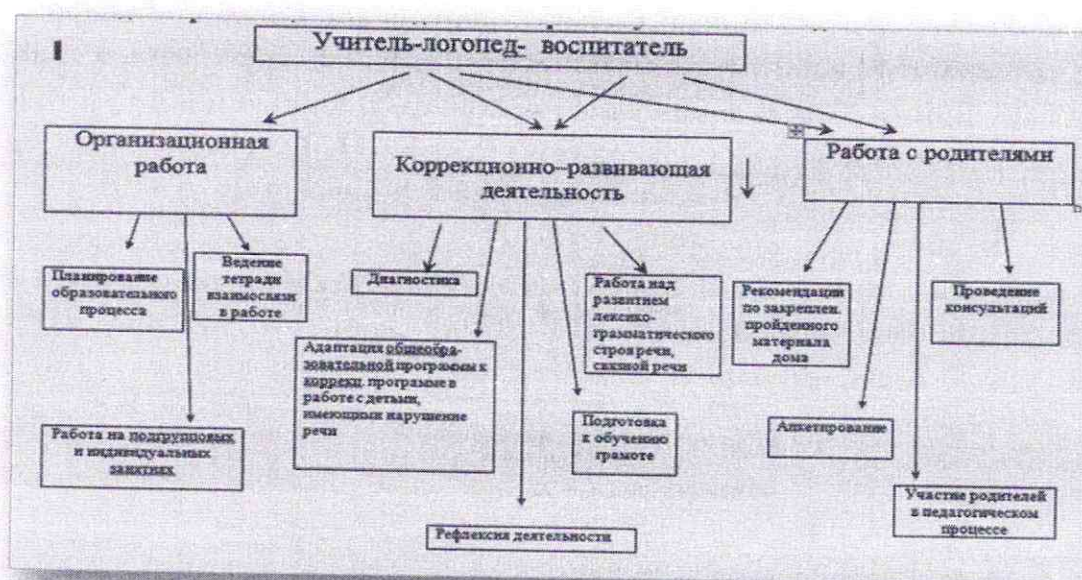 Учитель-логопед- воспитатель
Организационная
работа
Коррекционно–развивающая
деятельность
Работа с родителями
Планирование
образовательного
процесса
Ведение
тетради
взаимосвязи
в работе
Работа на подгрупповых
и индивидуальных
занятиях
Диагностика
Адаптация общеобра-
зовательной программы к
коррекц. программе в
работе с детьми,
имеющими нарушение
речи
Рефлексия деятельности
Подготовка
к обучению
грамоте
Работа над
развитием
лексико-
грамматического
строя речи,
связной речи
Рекомендации
по закреплен.
пройденного
материала
дома
Анкетирование
Участие родителей
в педагогическом
процессе
Проведение
консультаций